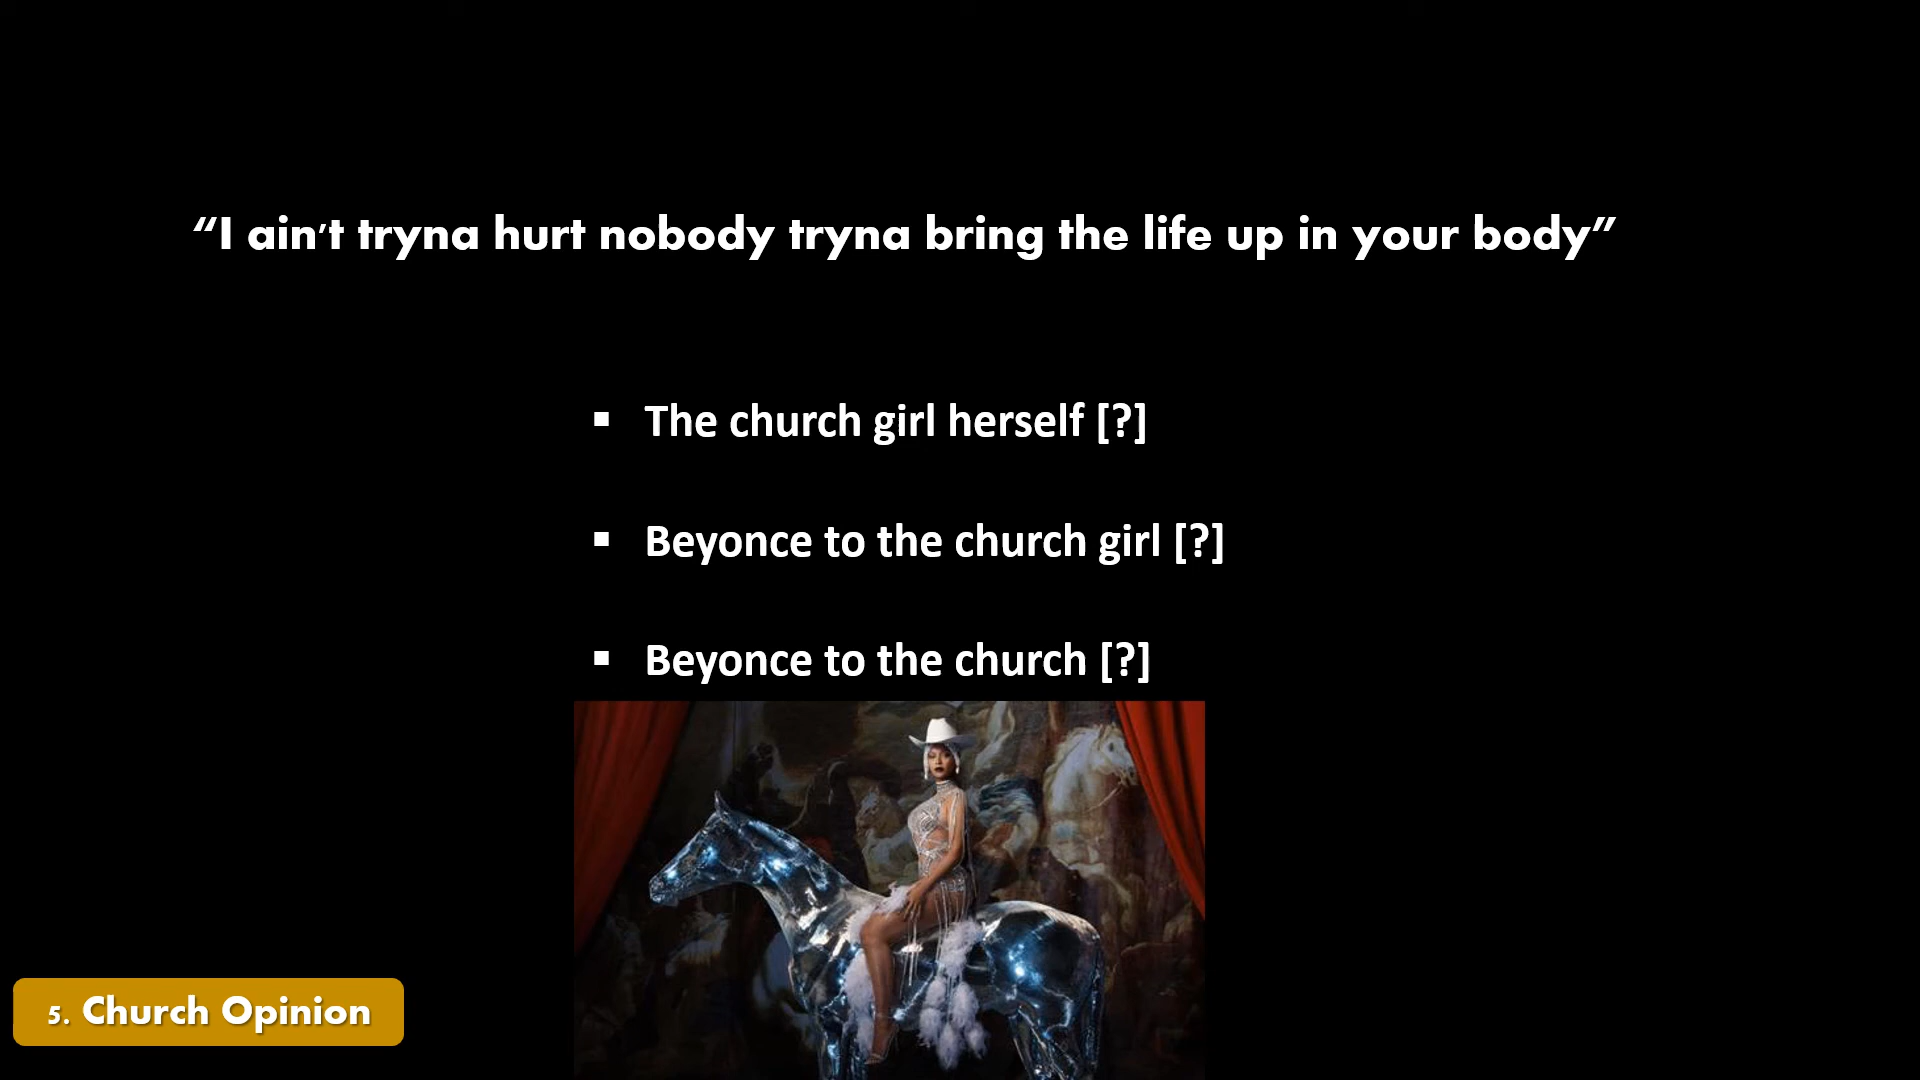 “I ain't tryna hurt nobody tryna bring the life up in your body”
▪ The church girl herself [?]
▪ Beyonce to the church girl [?]
▪ Beyonce to the church [?]
5. Church Opinion